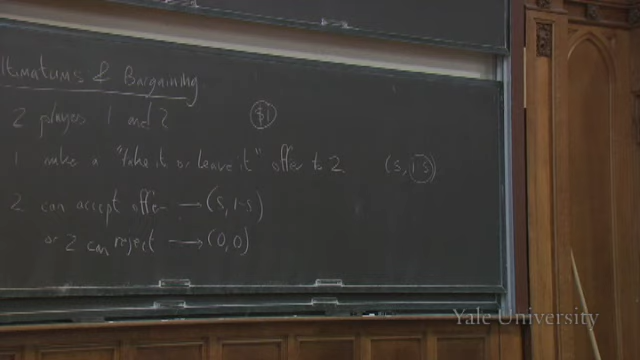 ltimatums & Bargaining
2 players 1 and 2 $1
1 make a "take it or leave it" offer to 2. (S, 1-S)
2 can accept offer → (S, 1-S)
or 2 can reject → (0, 0)
Yale University